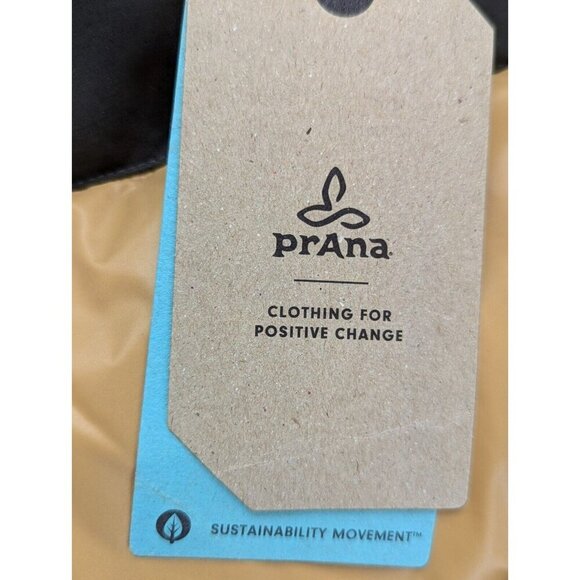 prAna
CLOTHING FOR
POSITIVE CHANGE
SUSTAINABILITY MOVEMENT™